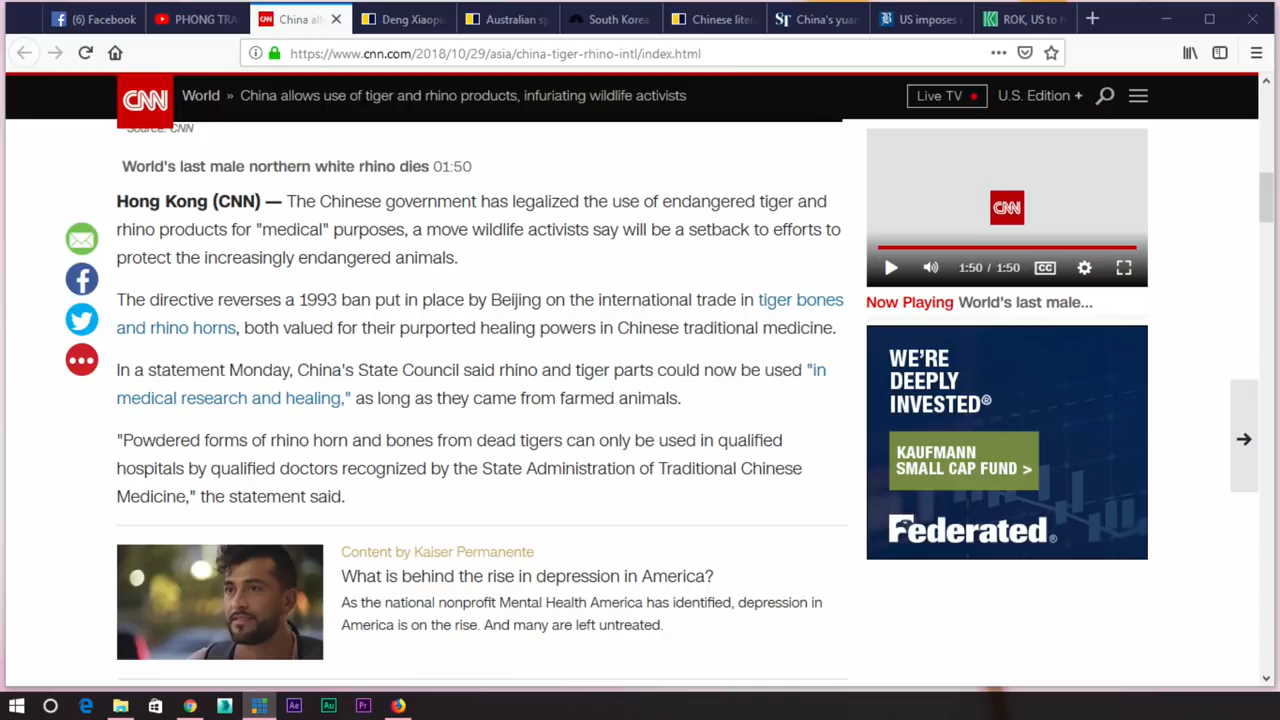 (6) Facebook
PHONG TRA
China all
Deng Xiaopi
Australian sp
South Korea
Chinese liter
China's yuan
US imposes
ROK, US to h
https://www.cnn.com/2018/10/29/asia/china-tiger-rhino-intl/index.html
CNN World » China allows use of tiger and rhino products, infuriating wildlife activists Live TV U.S. Edition +
Source: CNN
World's last male northern white rhino dies 01:50
Hong Kong (CNN) — The Chinese government has legalized the use of endangered tiger and
rhino products for "medical" purposes, a move wildlife activists say will be a setback to efforts to
protect the increasingly endangered animals.
The directive reverses a 1993 ban put in place by Beijing on the international trade in tiger bones
and rhino horns, both valued for their purported healing powers in Chinese traditional medicine.
In a statement Monday, China's State Council said rhino and tiger parts could now be used "in
medical research and healing," as long as they came from farmed animals.
"Powdered forms of rhino horn and bones from dead tigers can only be used in qualified
hospitals by qualified doctors recognized by the State Administration of Traditional Chinese
Medicine," the statement said.
Content by Kaiser Permanente
What is behind the rise in depression in America?
As the national nonprofit Mental Health America has identified, depression in
America is on the rise. And many are left untreated.
CNN
1:50 / 1:50 CC
Now Playing World's last male...
WE'RE
DEEPLY
INVESTED®
KAUFMANN
SMALL CAP FUND >
Federated®
Ae
Au
Pr